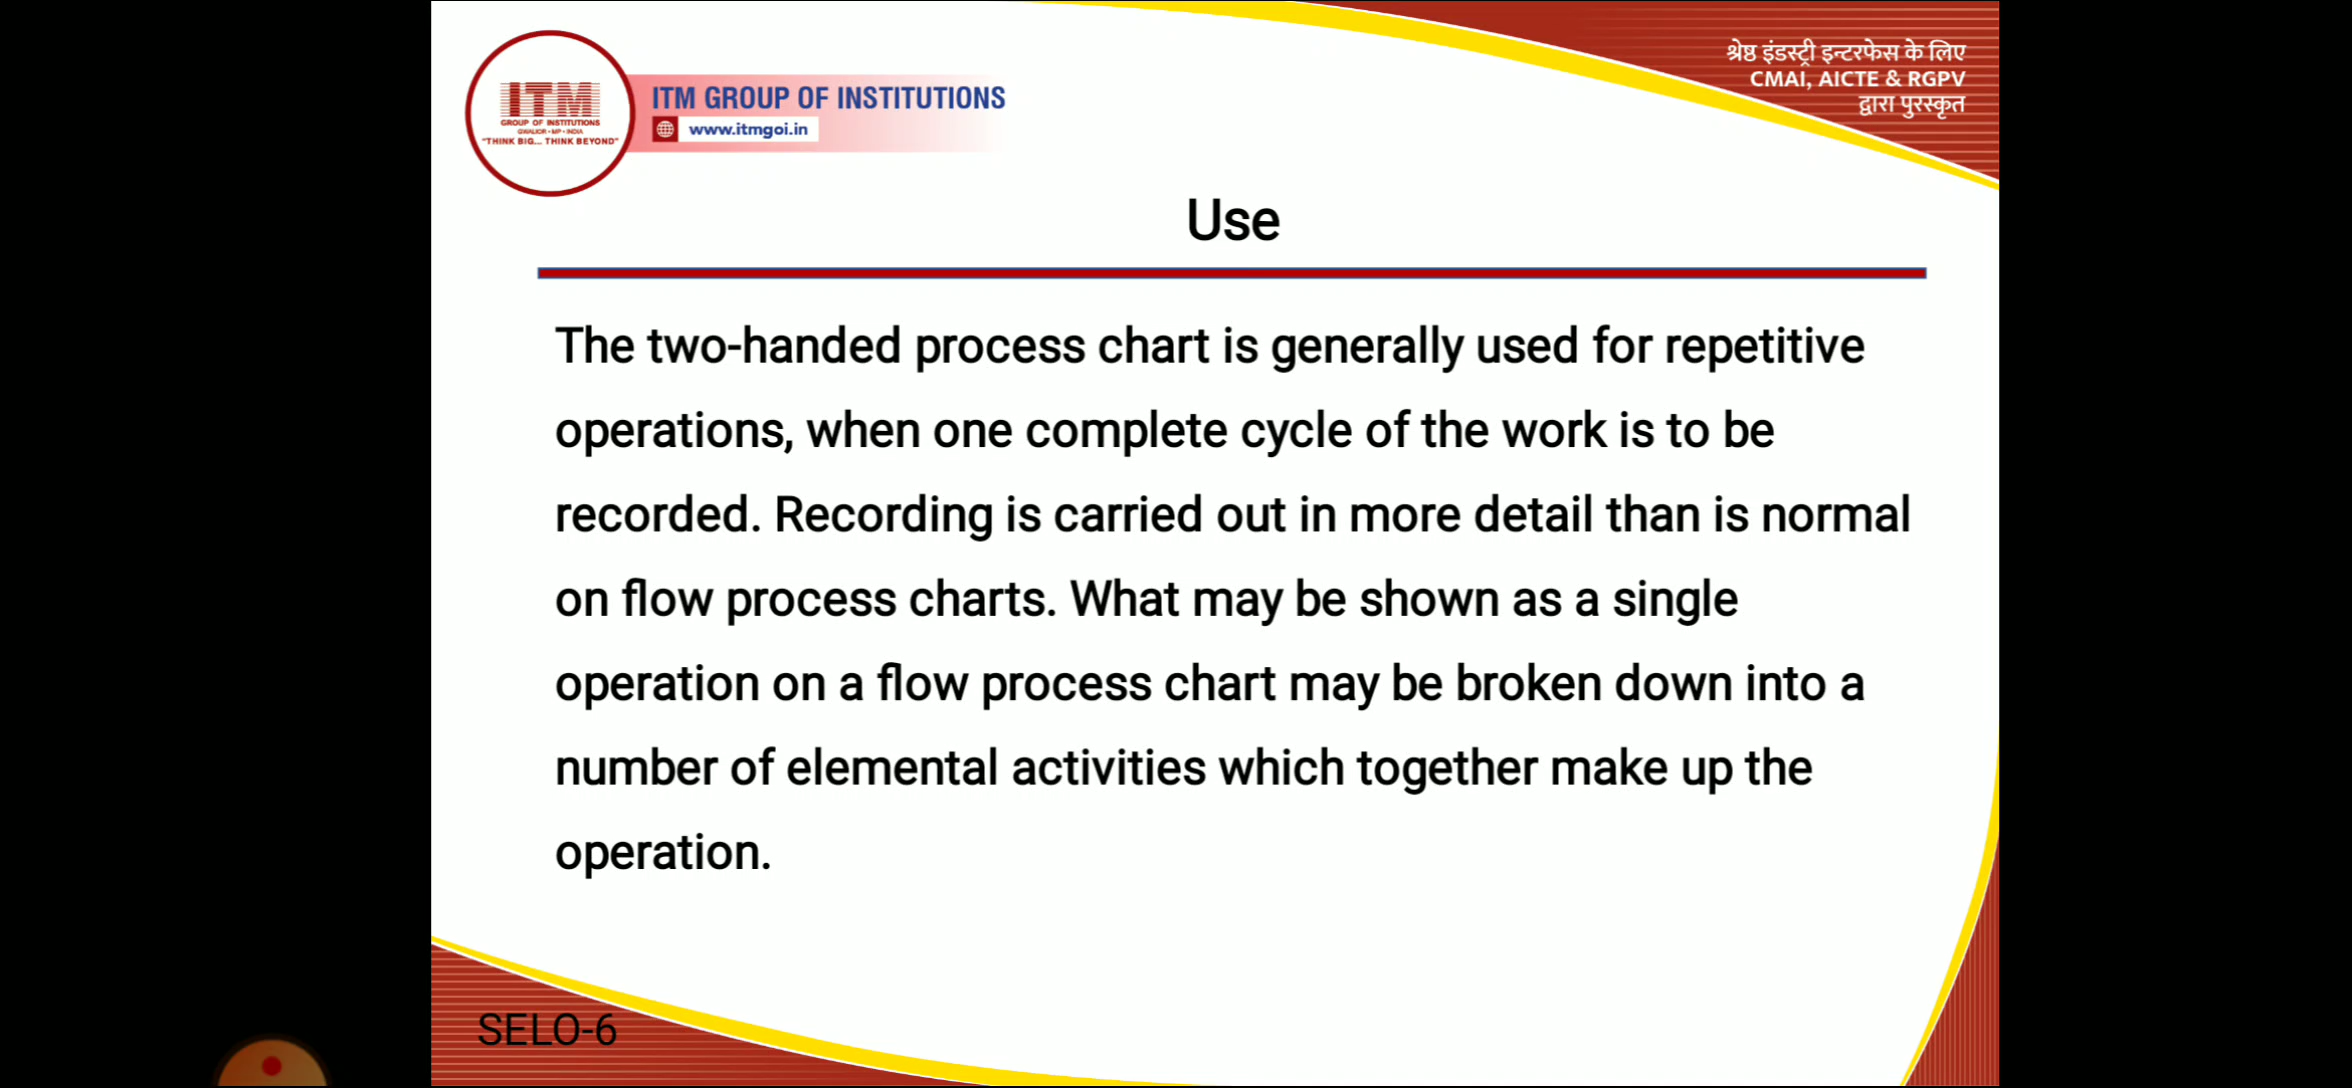 ITM
GROUP OF INSTITUTIONS
GWALIOR • MP • INDIA
"THINK BIG... THINK BEYOND"
ITM GROUP OF INSTITUTIONS
www.itmgoi.in
श्रेष्ठ इंडस्ट्री इन्टरफेस के लिए
CMAI, AICTE & RGPV
द्वारा पुरस्कृत
Use
The two-handed process chart is generally used for repetitive
operations, when one complete cycle of the work is to be
recorded. Recording is carried out in more detail than is normal
on flow process charts. What may be shown as a single
operation on a flow process chart may be broken down into a
number of elemental activities which together make up the
operation.
SELO-6